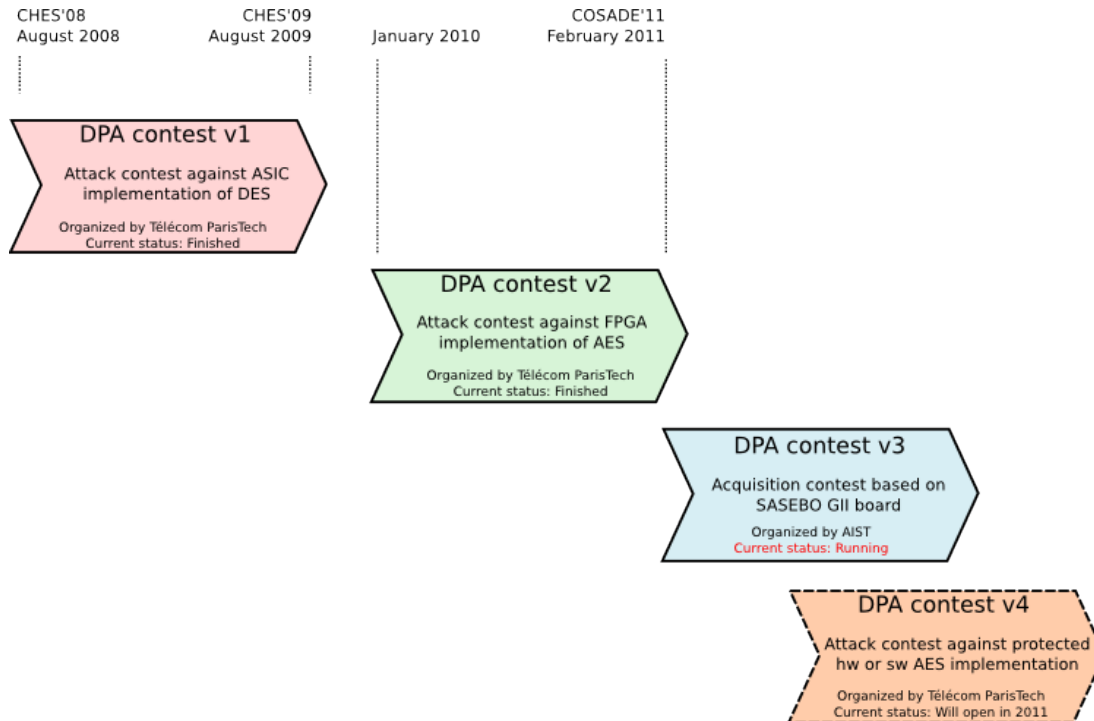 CHES'08
August 2008
CHES'09
August 2009
January 2010
COSADE'11
February 2011
DPA contest v1
Attack contest against ASIC
implementation of DES
Organized by Télécom ParisTech
Current status: Finished
DPA contest v2
Attack contest against FPGA
implementation of AES
Organized by Télécom ParisTech
Current status: Finished
DPA contest v3
Acquisition contest based on
SASEBO GII board
Organized by AIST
Current status: Running
DPA contest v4
Attack contest against protected
hw or sw AES implementation
Organized by Télécom ParisTech
Current status: Will open in 2011